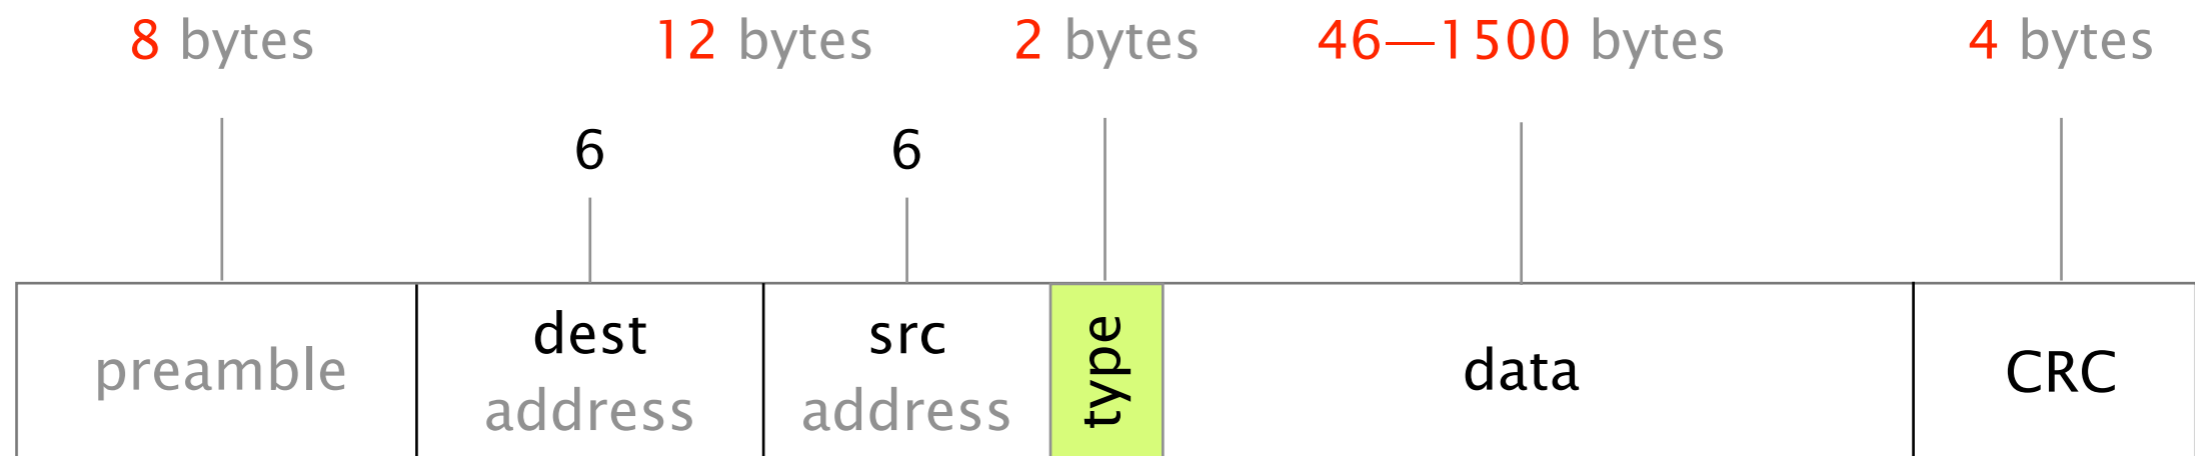 8 bytes 12 bytes 2 bytes 46—1500 bytes 4 bytes
6 6
preamble dest address src address type data CRC